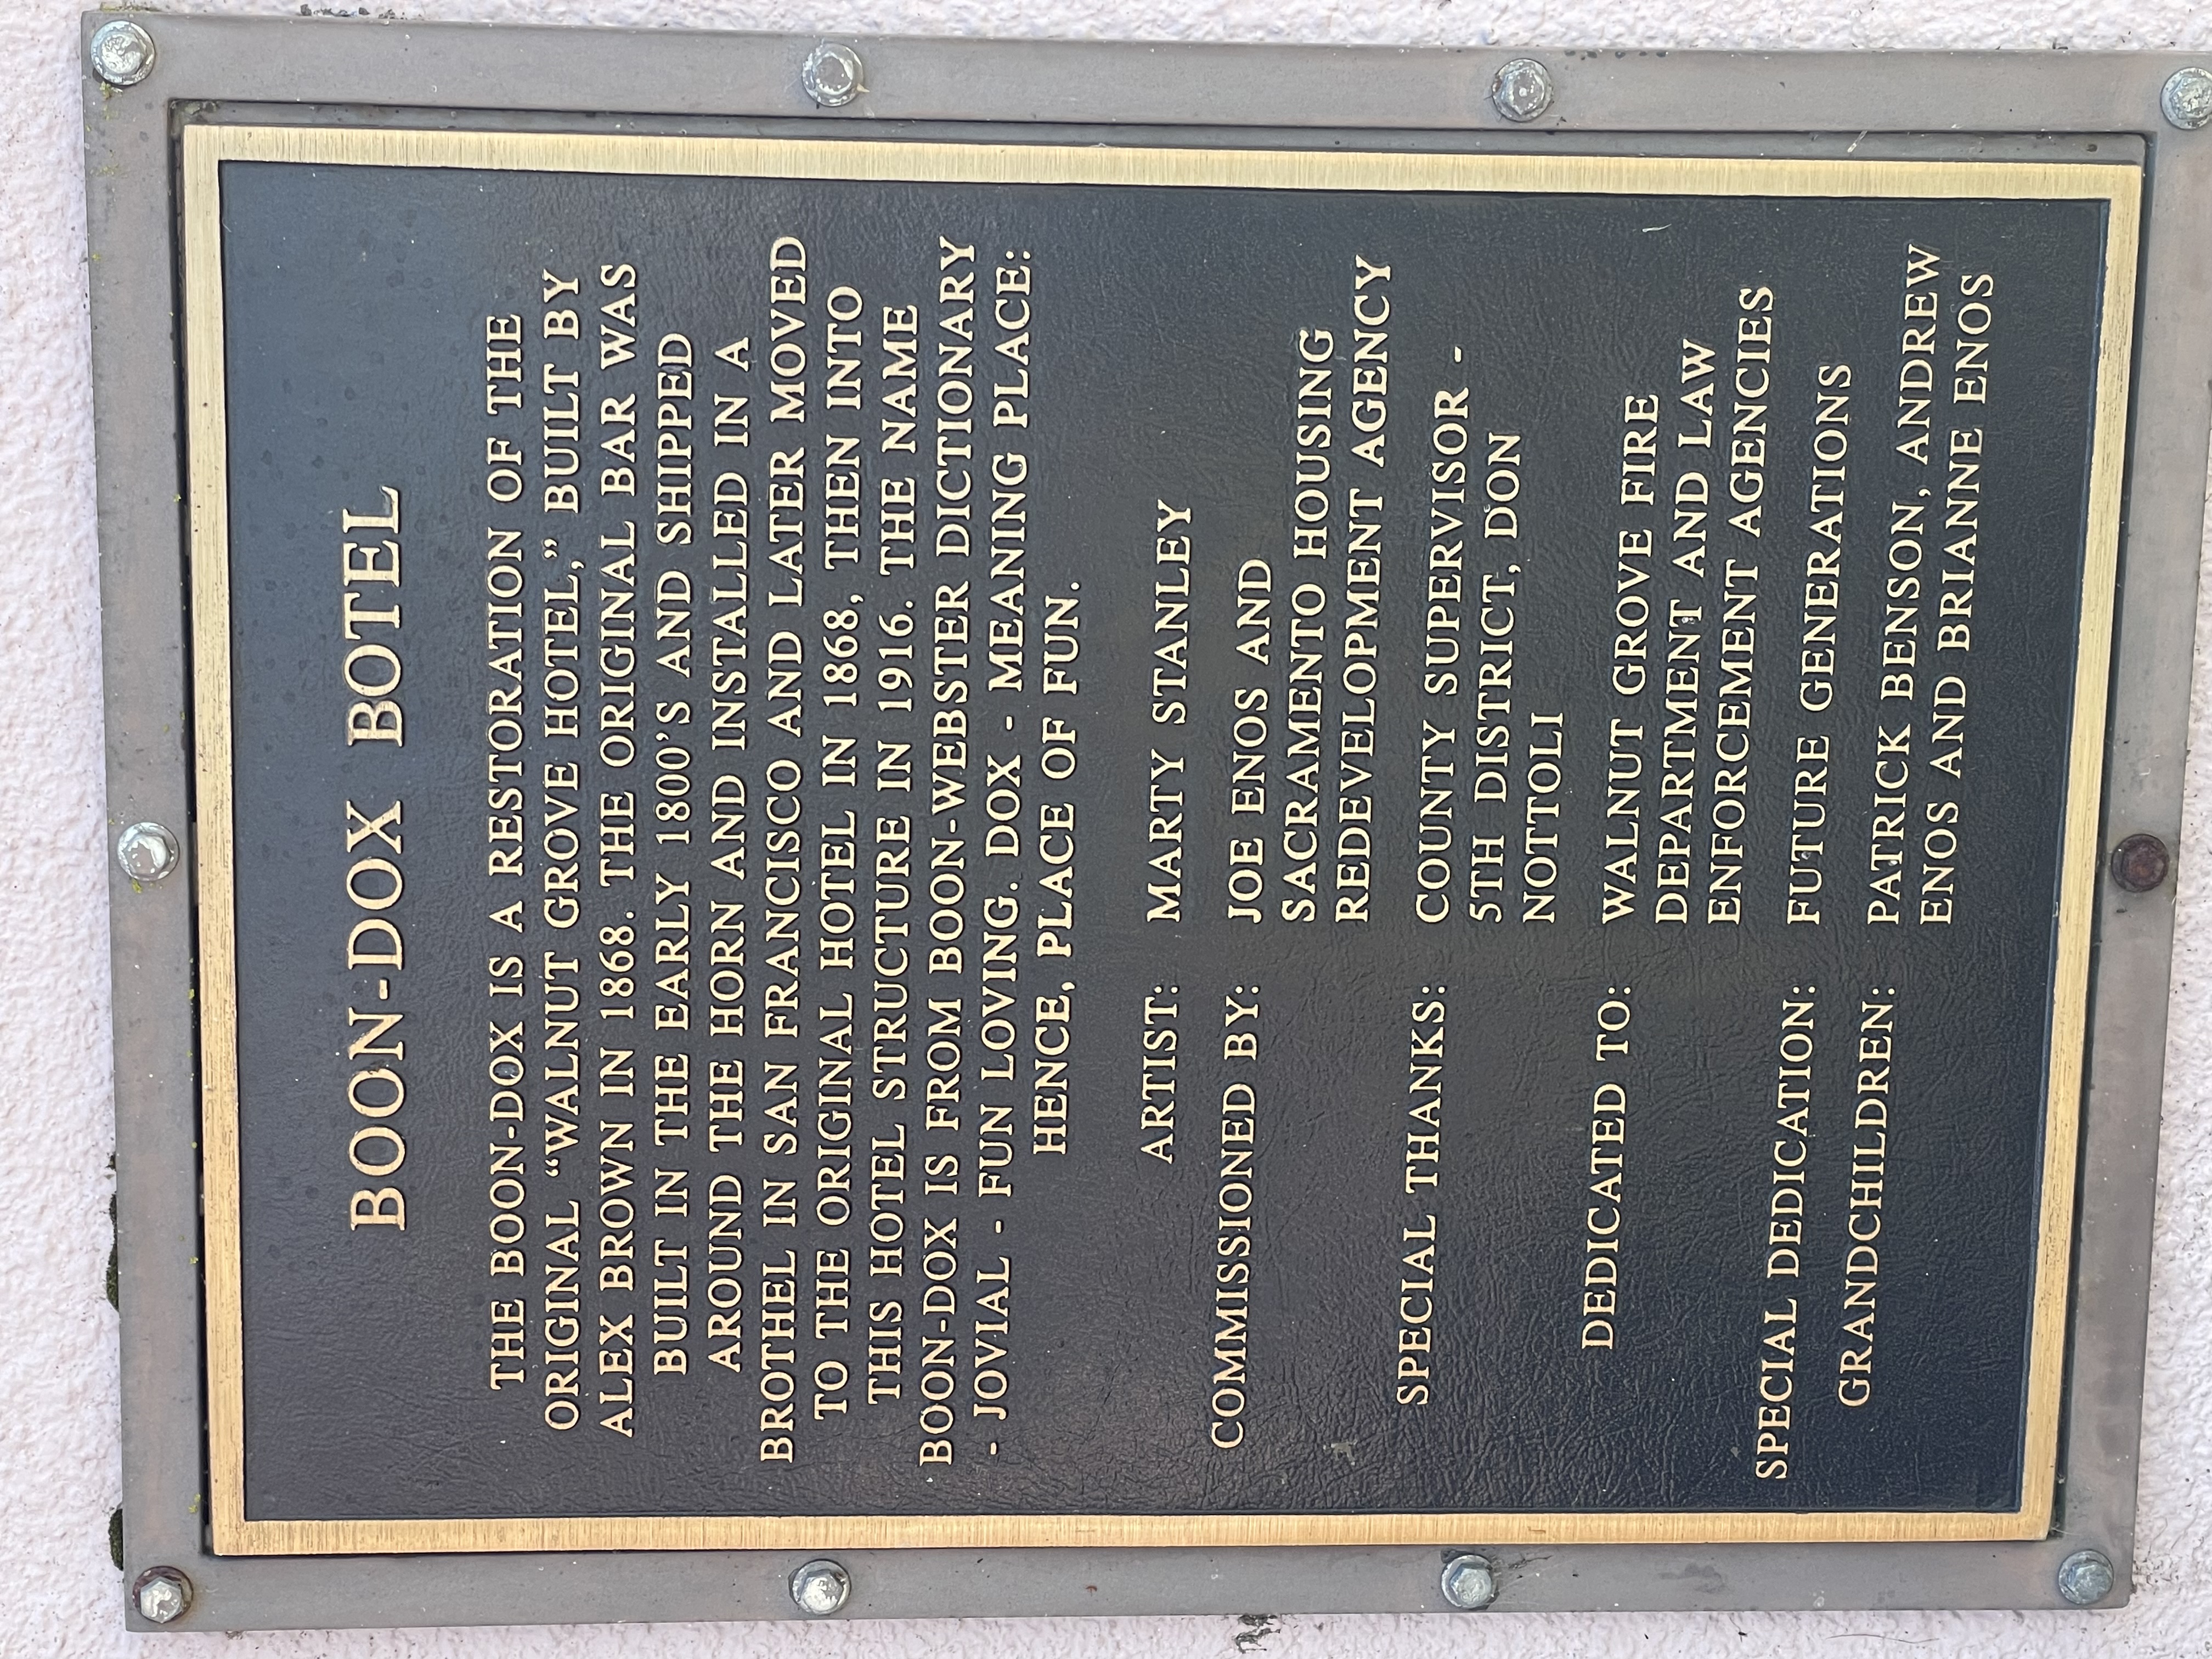 BOON-DOX BOTEL
THE BOON-DOX IS A RESTORATION OF THE
ORIGINAL “WALNUT GROVE HOTEL,” BUILT BY
ALEX BROWN IN 1868. THE ORIGINAL BAR WAS
BUILT IN THE EARLY 1800’S AND SHIPPED
AROUND THE HORN AND INSTALLED IN A
BROTHEL IN SAN FRANCISCO AND LATER MOVED
TO THE ORIGINAL HOTEL IN 1868, THEN INTO
THIS HOTEL STRUCTURE IN 1916. THE NAME
BOON-DOX IS FROM BOON-WEBSTER DICTIONARY
- JOVIAL - FUN LOVING. DOX - MEANING PLACE:
HENCE, PLACE OF FUN.
ARTIST: MARTY STANLEY
COMMISSIONED BY: JOE ENOS AND
SACRAMENTO HOUSING
REDEVELOPMENT AGENCY
SPECIAL THANKS: COUNTY SUPERVISOR -
5TH DISTRICT, DON
NOTTOLI
DEDICATED TO: WALNUT GROVE FIRE
DEPARTMENT AND LAW
ENFORCEMENT AGENCIES
SPECIAL DEDICATION: FUTURE GENERATIONS
GRANDCHILDREN: PATRICK BENSON, ANDREW
ENOS AND BRIANNE ENOS